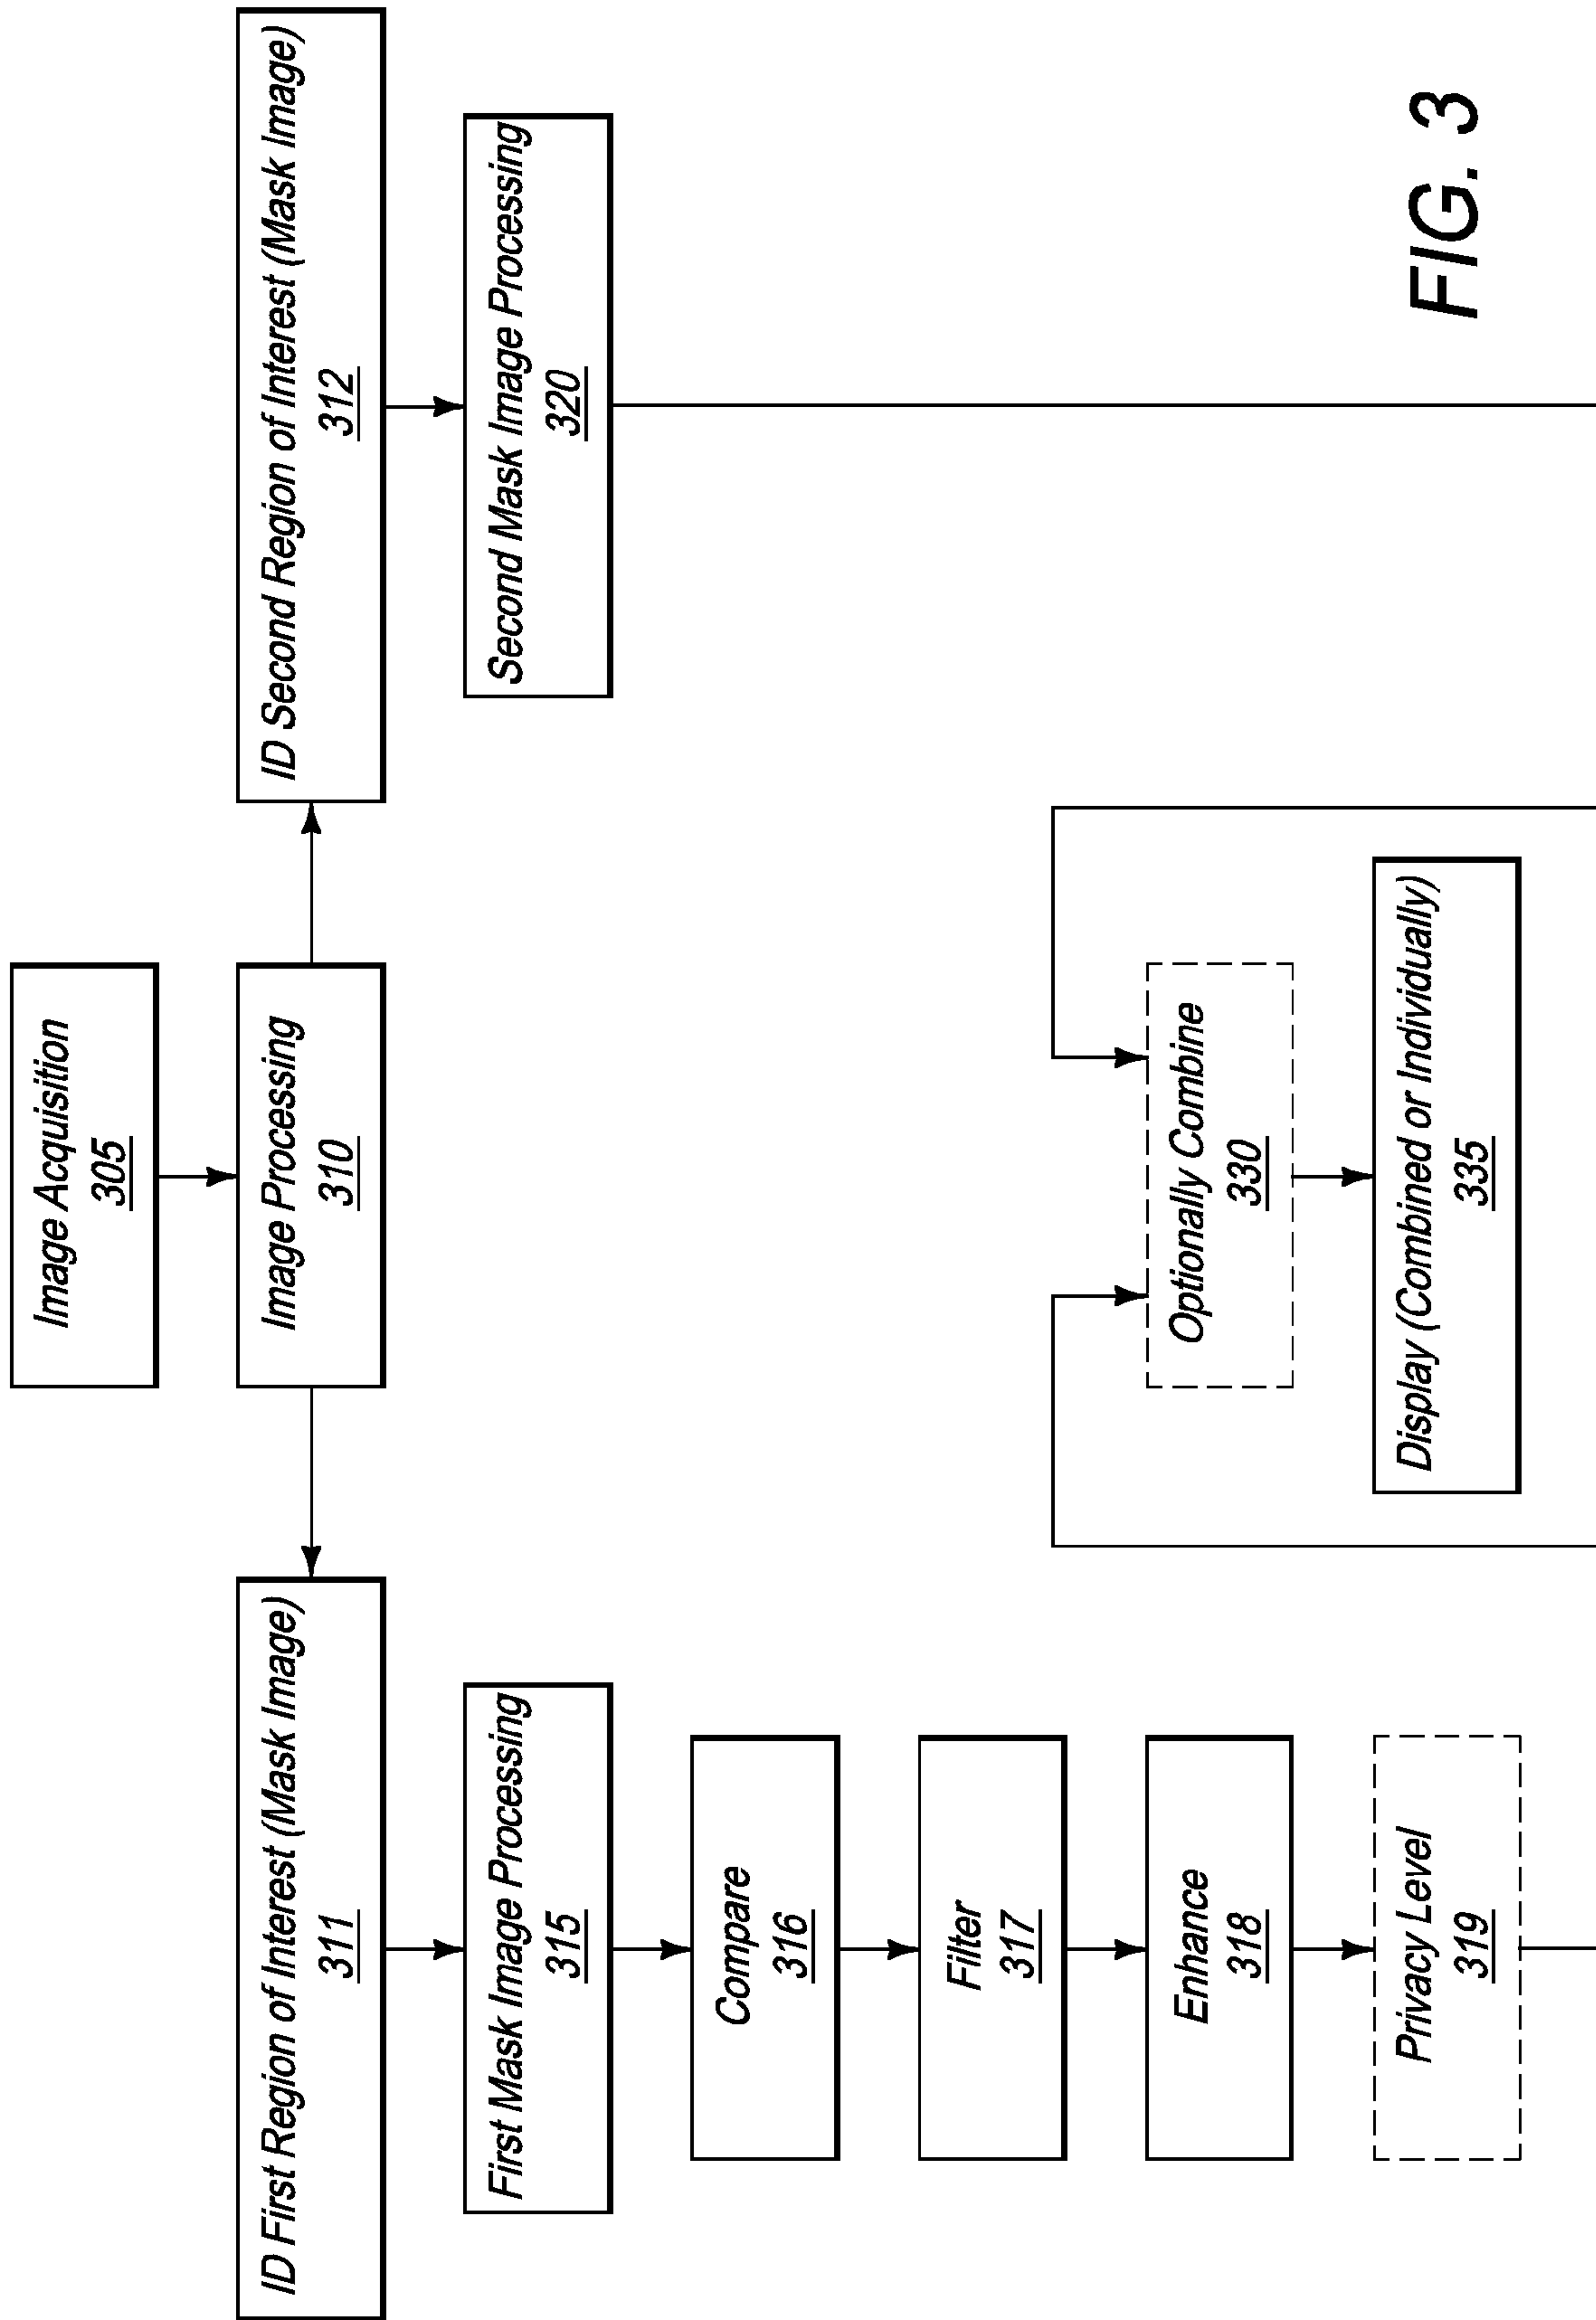 Image Acquisition
305
Image Processing
310
ID First Region of Interest (Mask Image)
311
First Mask Image Processing
315
Compare
316
Filter
317
Enhance
318
Privacy Level
319
ID Second Region of Interest (Mask Image)
312
Second Mask Image Processing
320
Optionally Combine
330
Display (Combined or Individually)
335
FIG. 3